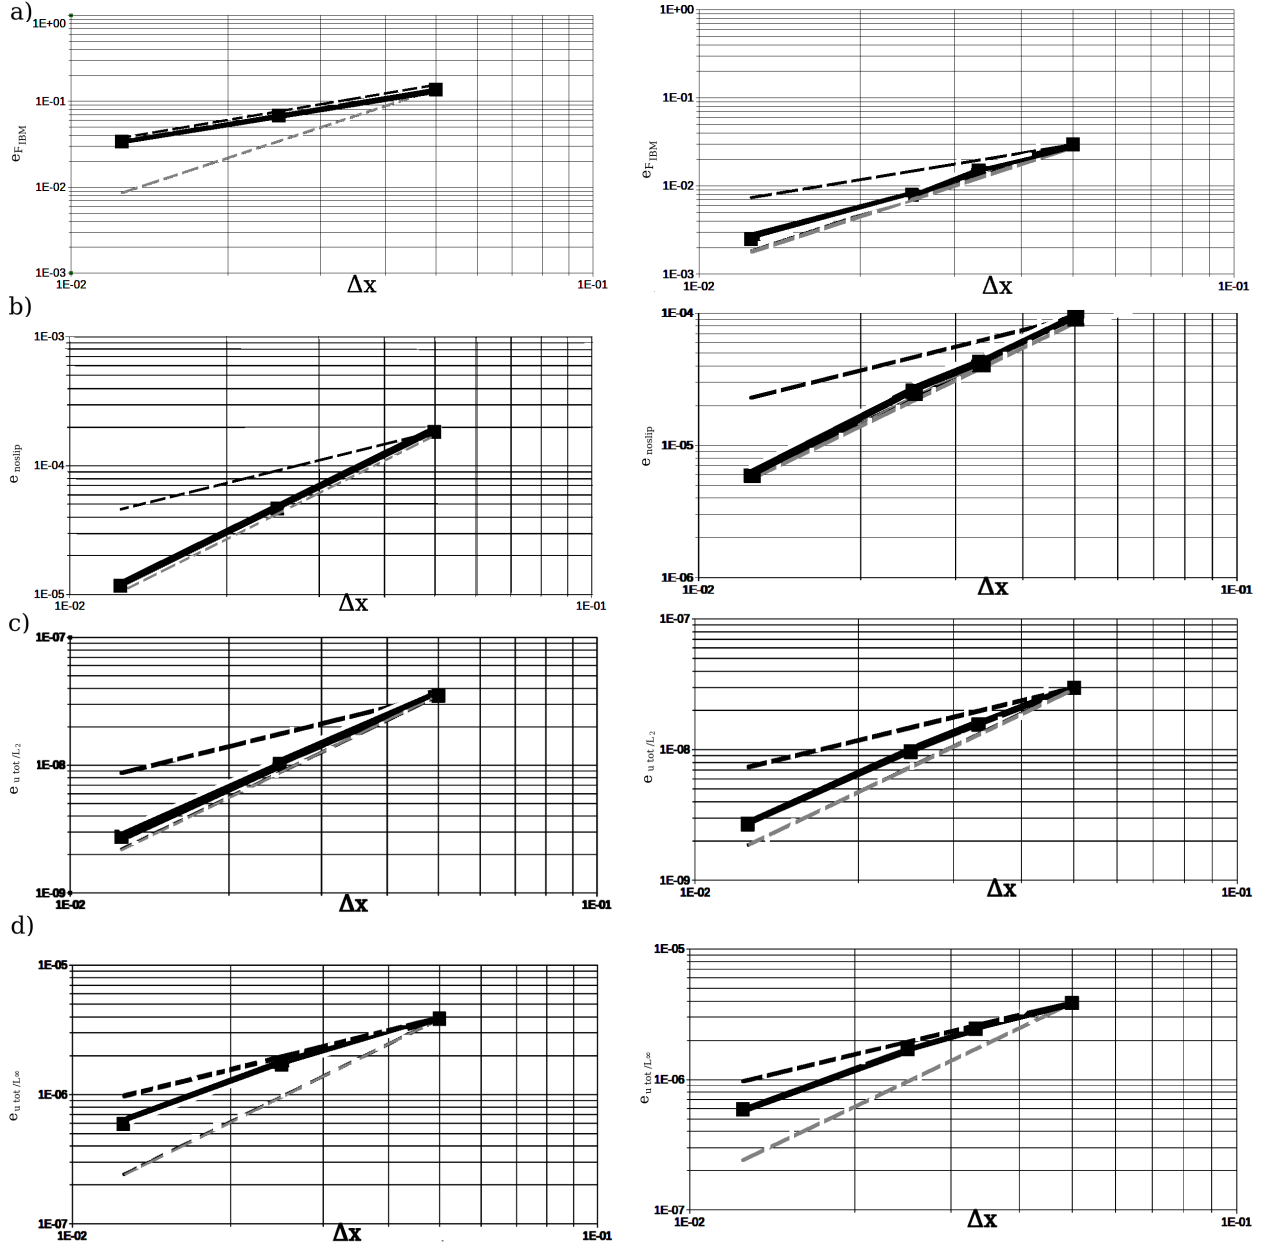 a)
1E+00
1E-01
1E-02
1E-03
e F IBM
1E-02 Δx 1E-01
1E+00
1E-01
1E-02
1E-03
e F IBM
1E-02 Δx 1E-01
b)
1E-03
1E-04
1E-05
e noslip
1E-02 Δx 1E-01
1E-04
1E-05
1E-06
e noslip
1E-02 Δx 1E-01
c)
1E-07
1E-08
1E-09
e u tot /L2
1E-02 Δx 1E-01
1E-07
1E-08
1E-09
e u tot /L2
1E-02 Δx 1E-01
d)
1E-05
1E-06
1E-07
e u tot /L∞
1E-02 Δx 1E-01
1E-05
1E-06
1E-07
e u tot /L∞
1E-02 Δx 1E-01